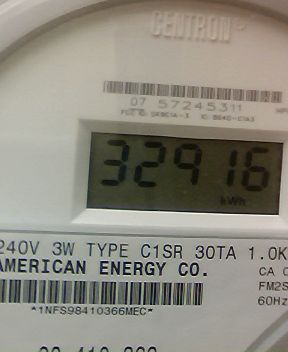 CENTRON®
07 57245311
32916
kWh
240V 3W TYPE C1SR 30TA 1.0K
AMERICAN ENERGY CO.
CA
FM2S
60Hz
*1NFS98410366MEC*